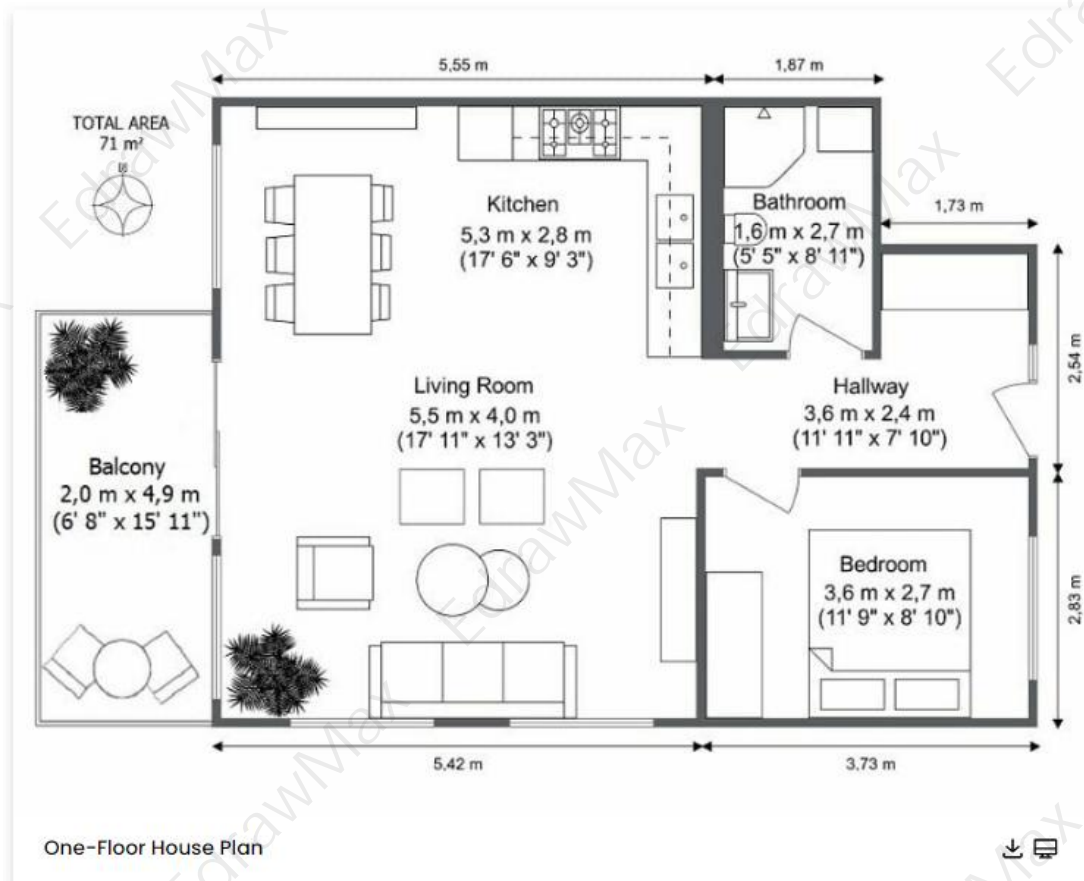 5,55 m
1,87 m
TOTAL AREA
71 m²
N
Kitchen
5,3 m x 2,8 m
(17' 6" x 9' 3")
Bathroom
1,6 m x 2,7 m
(5' 5" x 8' 11")
1,73 m
2,54 m
Living Room
5,5 m x 4,0 m
(17' 11" x 13' 3")
Hallway
3,6 m x 2,4 m
(11' 11" x 7' 10")
Balcony
2,0 m x 4,9 m
(6' 8" x 15' 11")
Bedroom
3,6 m x 2,7 m
(11' 9" x 8' 10")
2,83 m
5,42 m
3,73 m
One-Floor House Plan
EdrawMax
EdrawMax
EdrawMax
EdrawMax